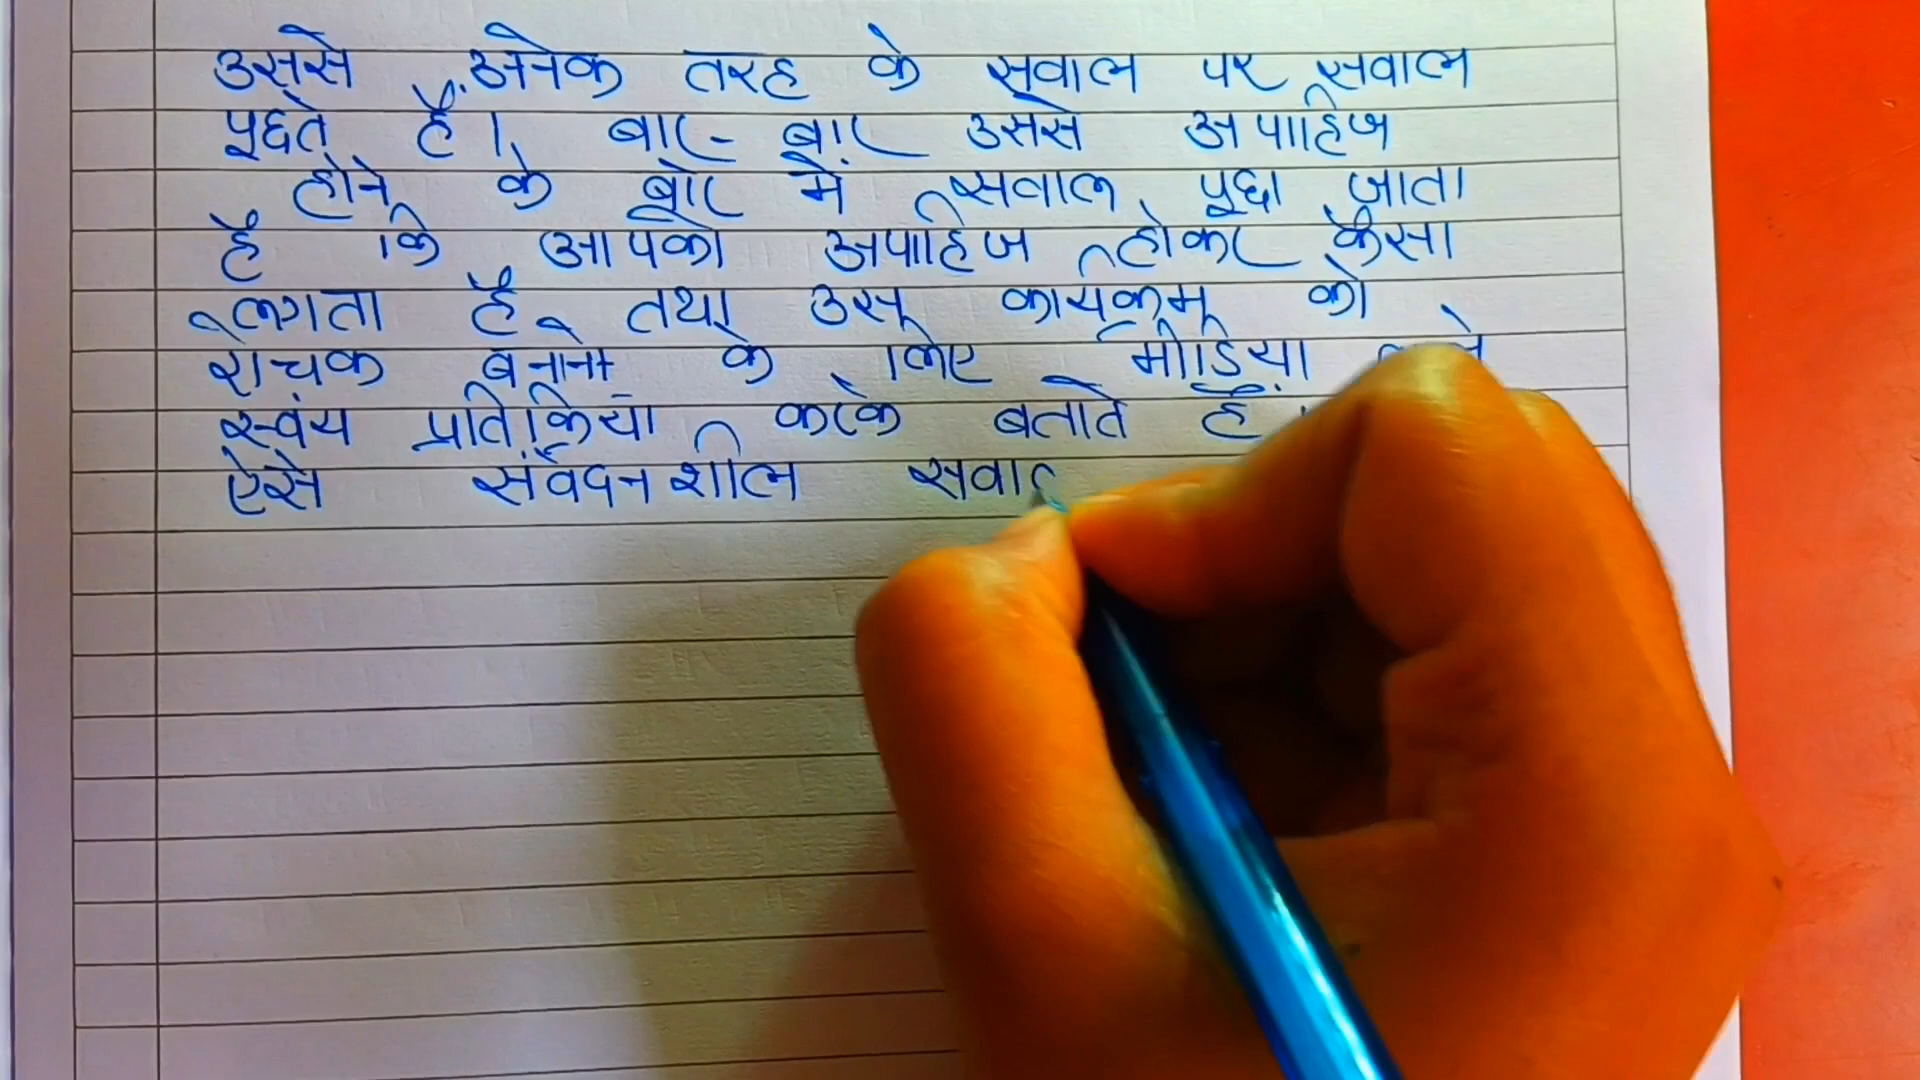 उससे अनेक तरह के सवाल पर सवाल
पूछते हैं। बार- बार उससे अपाहिज
होने के बारे में सवाल पूछा जाता
है कि आपको अपाहिज होकर कैसा
लगता है तथा उस कार्यक्रम को
रोचक बनाने के लिए मीडिया
स्वंय प्रतिक्रिया करके बताते हैं
ऐसे संवेदनशील